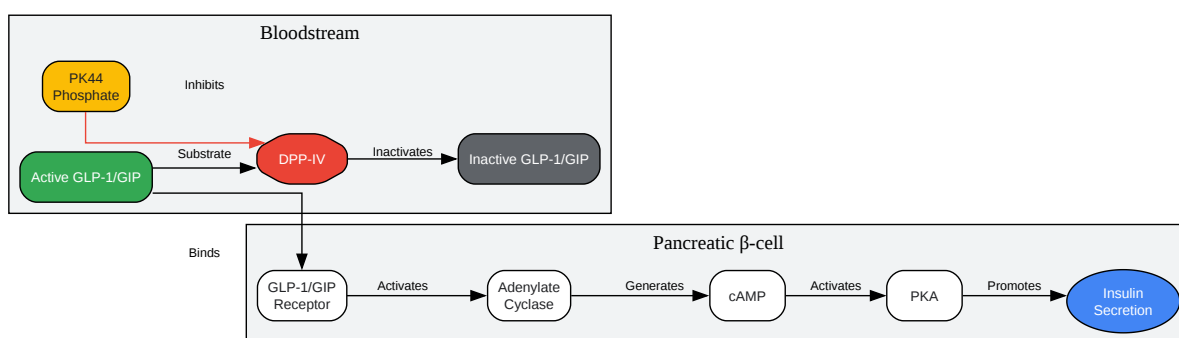 Bloodstream
PK44
Phosphate
Inhibits
Active GLP-1/GIP
Substrate
DPP-IV
Inactivates
Inactive GLP-1/GIP
Binds
Pancreatic β-cell
GLP-1/GIP
Receptor
Activates
Adenylate
Cyclase
Generates
cAMP
Activates
PKA
Promotes
Insulin
Secretion